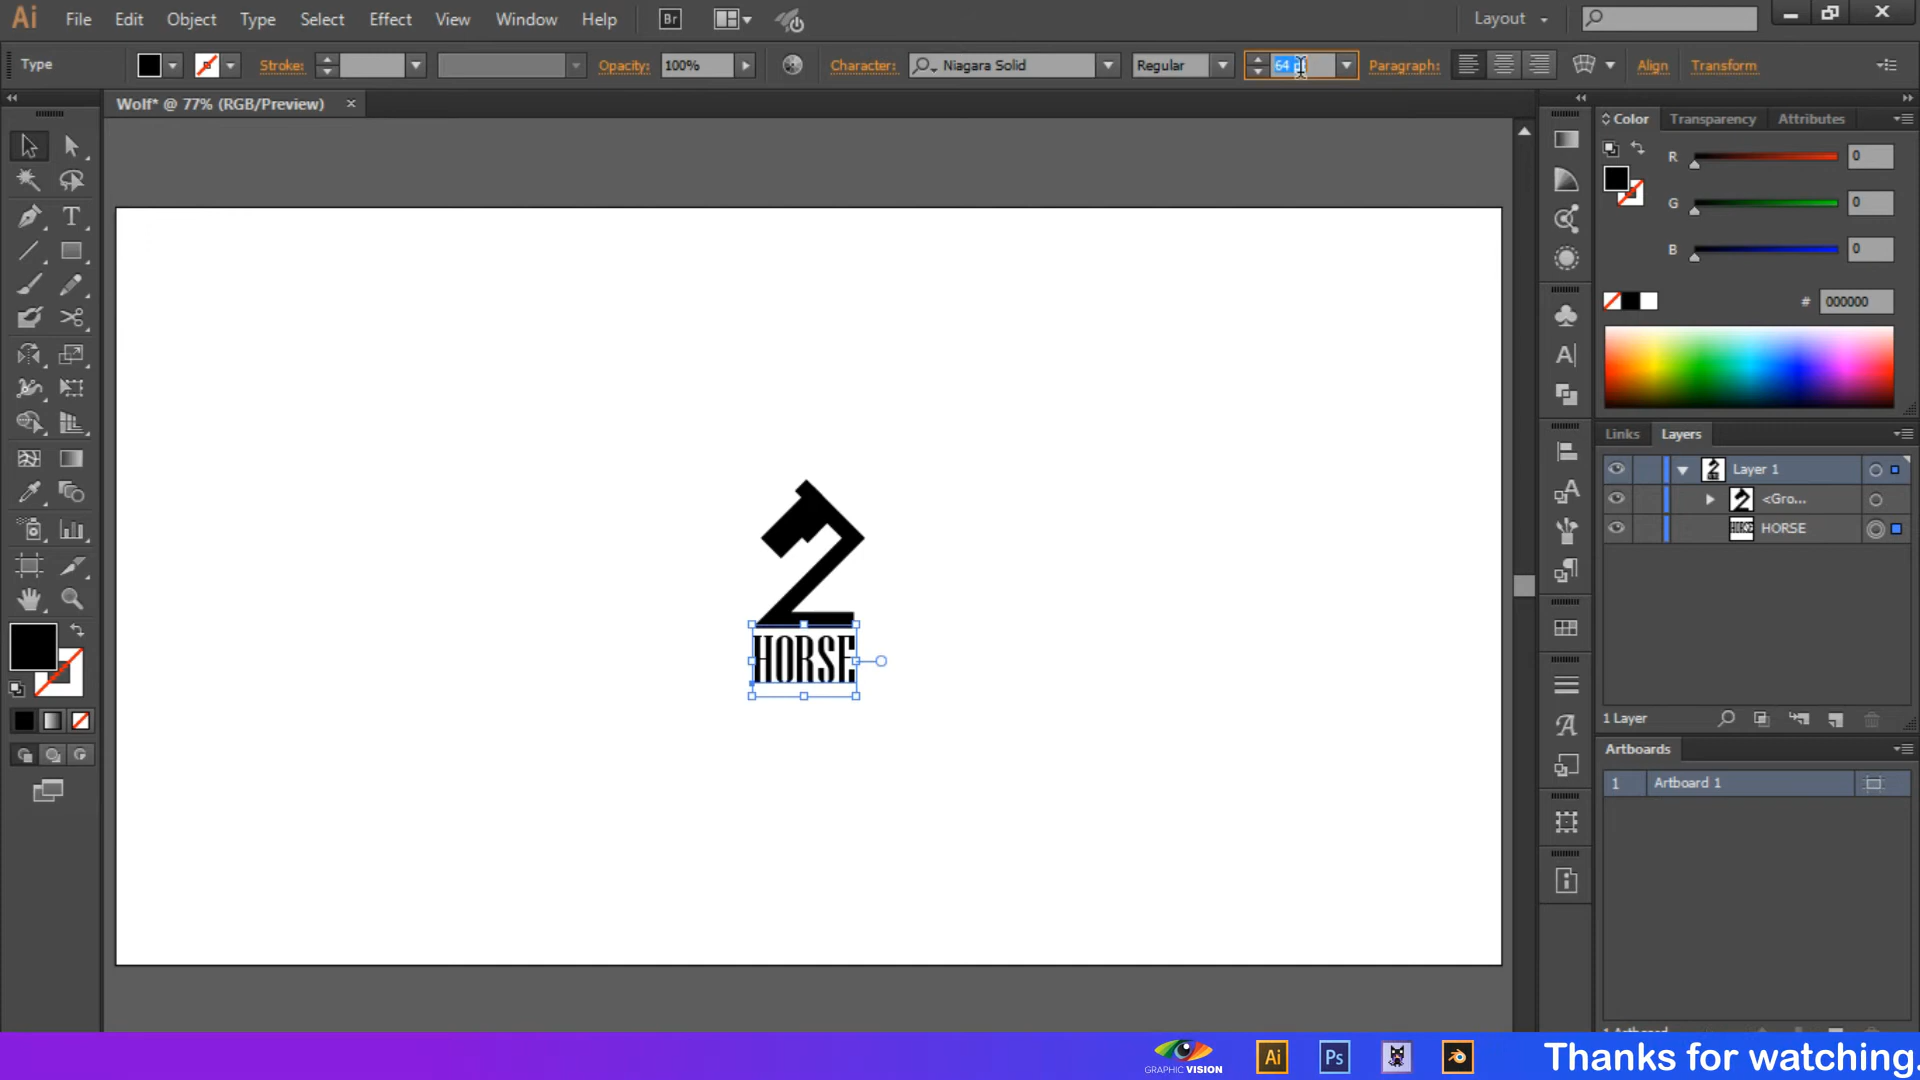 Ai File Edit Object Type Select Effect View Window Help Br Layout
Type Stroke: Opacity: 100% Character: Niagara Solid Regular 64 Paragraph: Align Transform
Wolf* @ 77% (RGB/Preview)
Color Transparency Attributes
R 0
G 0
B 0
# 000000
Links Layers
Layer 1
<Gro...
HORSE
HORSE
1 Layer
Artboards
1 Artboard 1
GRAPHIC VISION Ai Ps Thanks for watching.